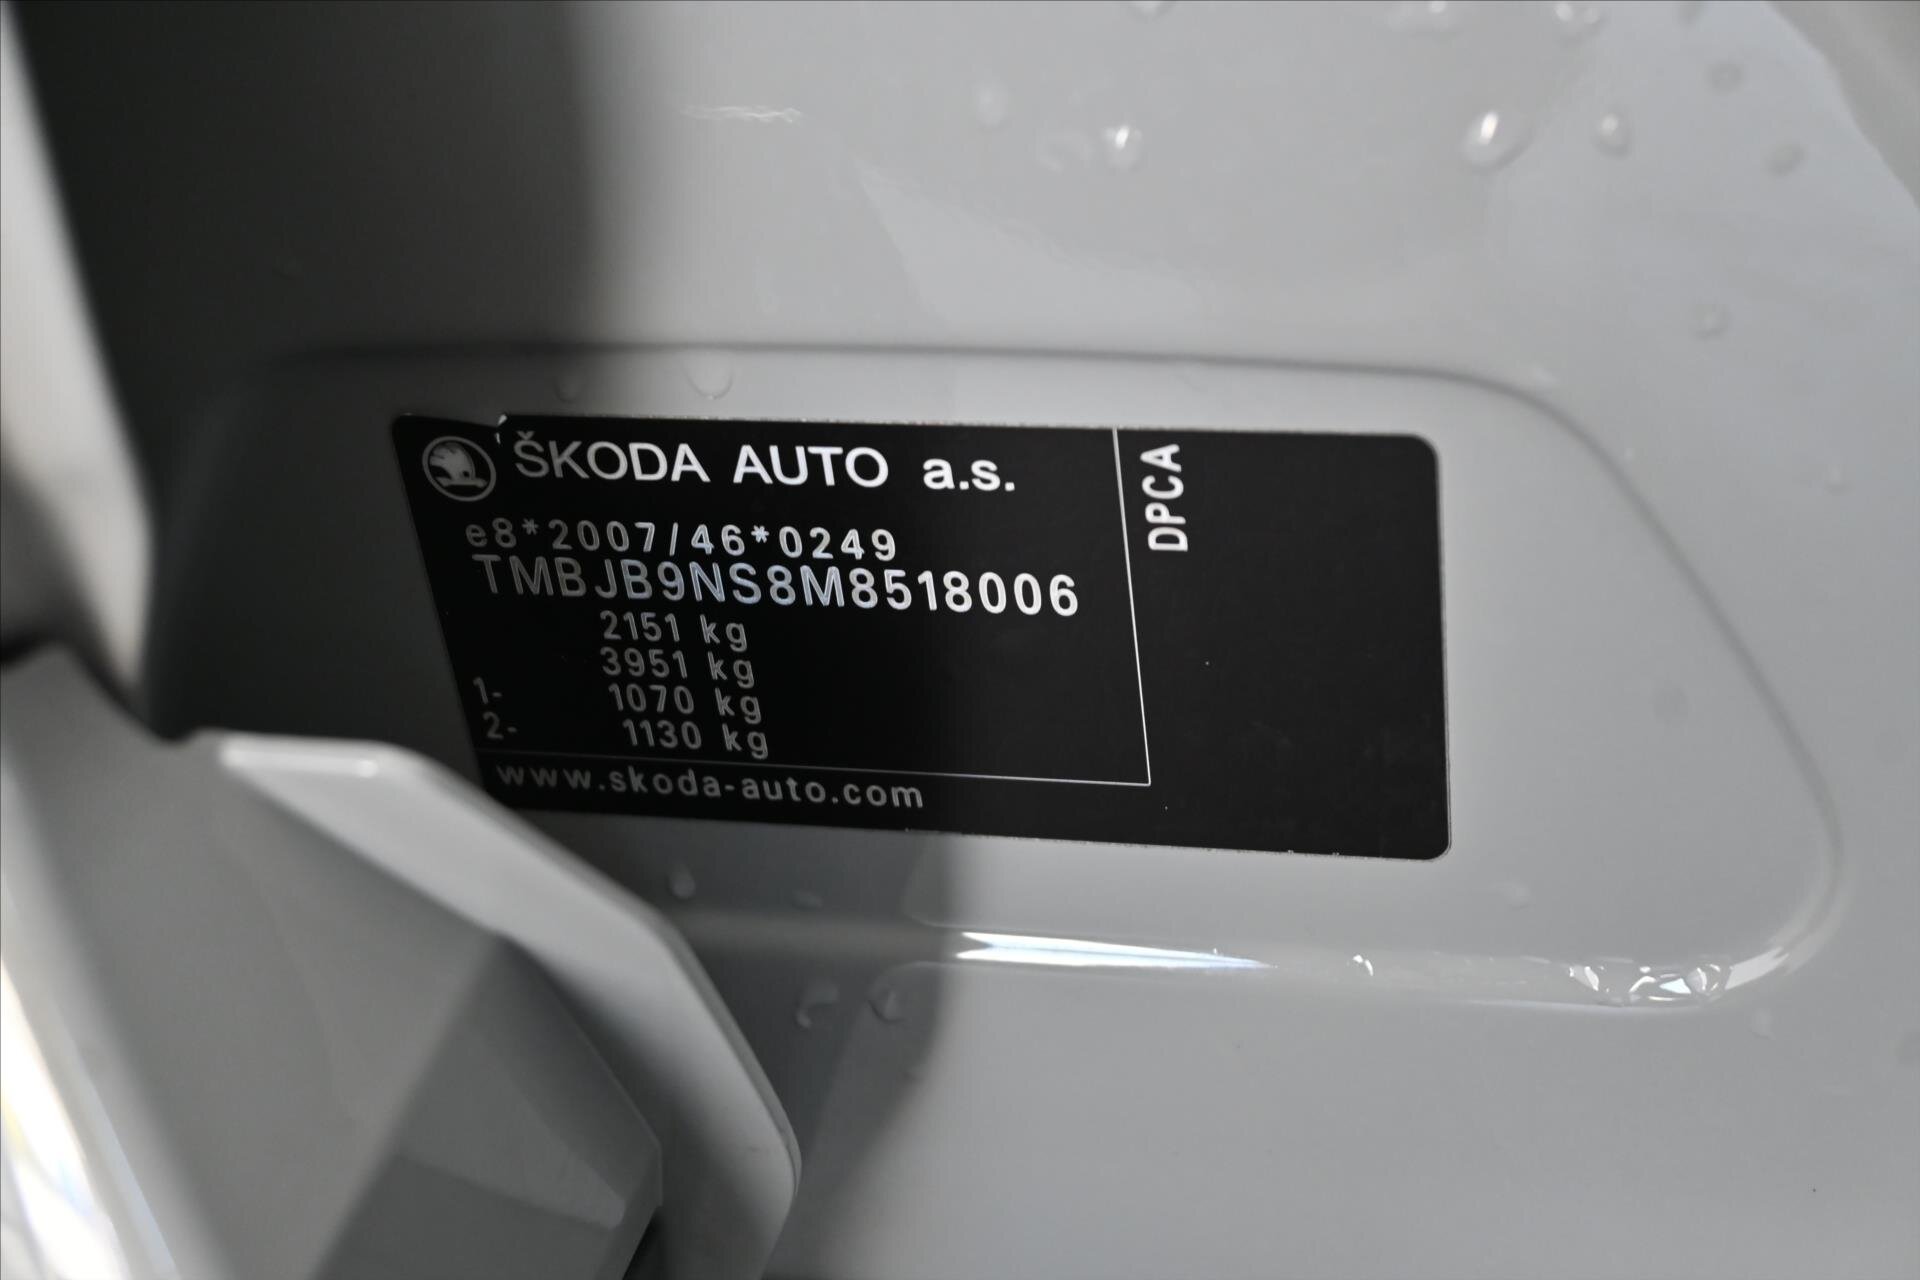 ŠKODA AUTO a.s.
e8*2007/46*0249
TMBJB9NS8M8518006
2151 kg
3951 kg
1- 1070 kg
2- 1130 kg
www.skoda-auto.com
DPCA